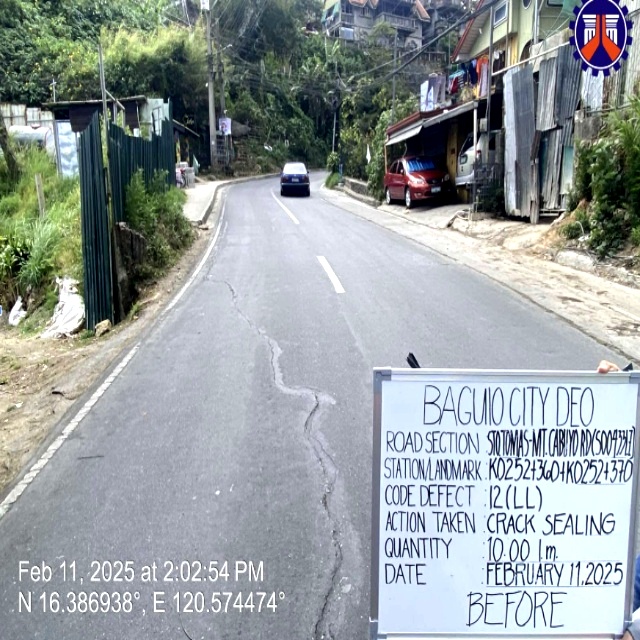 BAGUIO CITY DEO
ROAD SECTION : STO TOMAS-MT. CABUYO RD
STATION/LANDMARK : K0252+360-K0252+370
CODE DEFECT : 12 (LL)
ACTION TAKEN : CRACK SEALING
QUANTITY : 10.00 l.m.
DATE : FEBRUARY 11,2025
BEFORE
Feb 11, 2025 at 2:02:54 PM
N 16.386938°, E 120.574474°